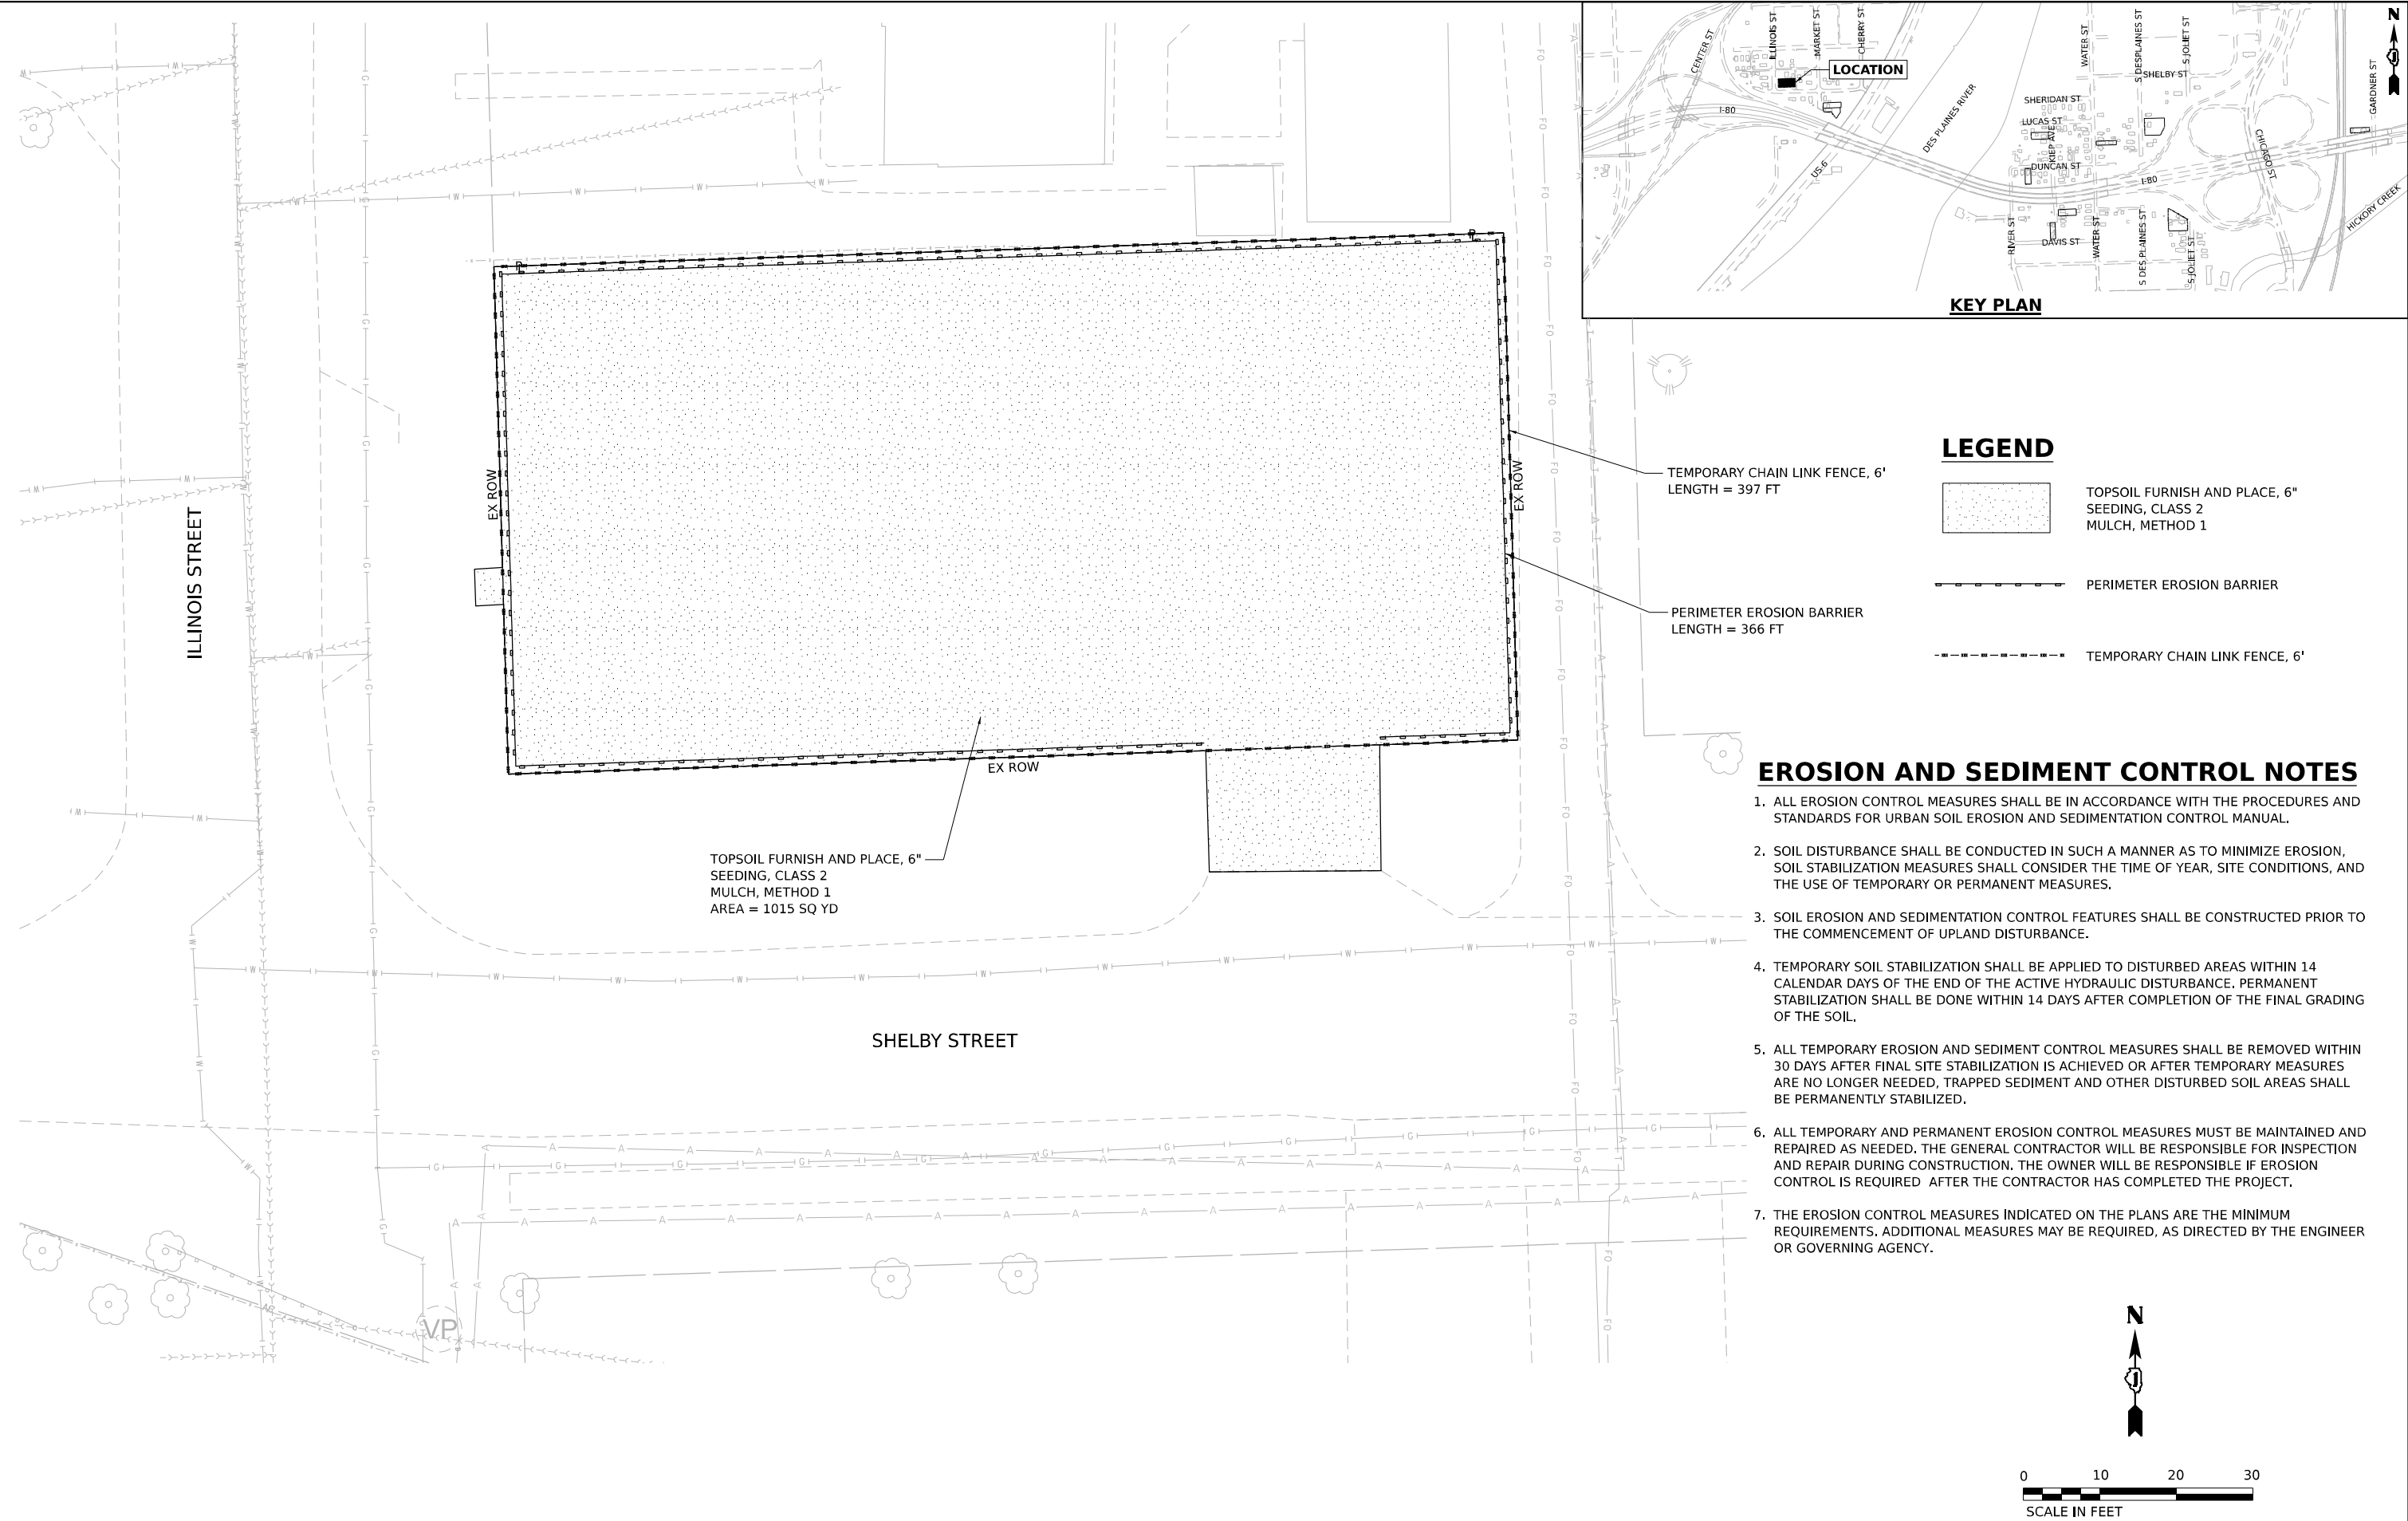 CENTER ST
ILLINOIS ST
MARKET ST
CHERRY ST
LOCATION
WATER ST
S DESPLAINES ST
S JOLIET ST
N
SHELBY ST
GARDNER ST
I-80
DES PLAINES RIVER
SHERIDAN ST
LUCAS ST
KIEP AVE
DUNCAN ST
CHICAGO ST
US-6
I-80
HICKORY CREEK
RIVER ST
DAVIS ST
WATER ST
S DES PLAINES ST
S JOLIET ST
KEY PLAN
EX ROW
EX ROW
EX ROW
ILLINOIS STREET
SHELBY STREET
VP
TEMPORARY CHAIN LINK FENCE, 6'
LENGTH = 397 FT
PERIMETER EROSION BARRIER
LENGTH = 366 FT
TOPSOIL FURNISH AND PLACE, 6"
SEEDING, CLASS 2
MULCH, METHOD 1
AREA = 1015 SQ YD
LEGEND
TOPSOIL FURNISH AND PLACE, 6"
SEEDING, CLASS 2
MULCH, METHOD 1
PERIMETER EROSION BARRIER
TEMPORARY CHAIN LINK FENCE, 6'
EROSION AND SEDIMENT CONTROL NOTES
1. ALL EROSION CONTROL MEASURES SHALL BE IN ACCORDANCE WITH THE PROCEDURES AND
STANDARDS FOR URBAN SOIL EROSION AND SEDIMENTATION CONTROL MANUAL.
2. SOIL DISTURBANCE SHALL BE CONDUCTED IN SUCH A MANNER AS TO MINIMIZE EROSION,
SOIL STABILIZATION MEASURES SHALL CONSIDER THE TIME OF YEAR, SITE CONDITIONS, AND
THE USE OF TEMPORARY OR PERMANENT MEASURES.
3. SOIL EROSION AND SEDIMENTATION CONTROL FEATURES SHALL BE CONSTRUCTED PRIOR TO
THE COMMENCEMENT OF UPLAND DISTURBANCE.
4. TEMPORARY SOIL STABILIZATION SHALL BE APPLIED TO DISTURBED AREAS WITHIN 14
CALENDAR DAYS OF THE END OF THE ACTIVE HYDRAULIC DISTURBANCE. PERMANENT
STABILIZATION SHALL BE DONE WITHIN 14 DAYS AFTER COMPLETION OF THE FINAL GRADING
OF THE SOIL.
5. ALL TEMPORARY EROSION AND SEDIMENT CONTROL MEASURES SHALL BE REMOVED WITHIN
30 DAYS AFTER FINAL SITE STABILIZATION IS ACHIEVED OR AFTER TEMPORARY MEASURES
ARE NO LONGER NEEDED, TRAPPED SEDIMENT AND OTHER DISTURBED SOIL AREAS SHALL
BE PERMANENTLY STABILIZED.
6. ALL TEMPORARY AND PERMANENT EROSION CONTROL MEASURES MUST BE MAINTAINED AND
REPAIRED AS NEEDED. THE GENERAL CONTRACTOR WILL BE RESPONSIBLE FOR INSPECTION
AND REPAIR DURING CONSTRUCTION. THE OWNER WILL BE RESPONSIBLE IF EROSION
CONTROL IS REQUIRED AFTER THE CONTRACTOR HAS COMPLETED THE PROJECT.
7. THE EROSION CONTROL MEASURES INDICATED ON THE PLANS ARE THE MINIMUM
REQUIREMENTS. ADDITIONAL MEASURES MAY BE REQUIRED, AS DIRECTED BY THE ENGINEER
OR GOVERNING AGENCY.
N
0 10 20 30
SCALE IN FEET